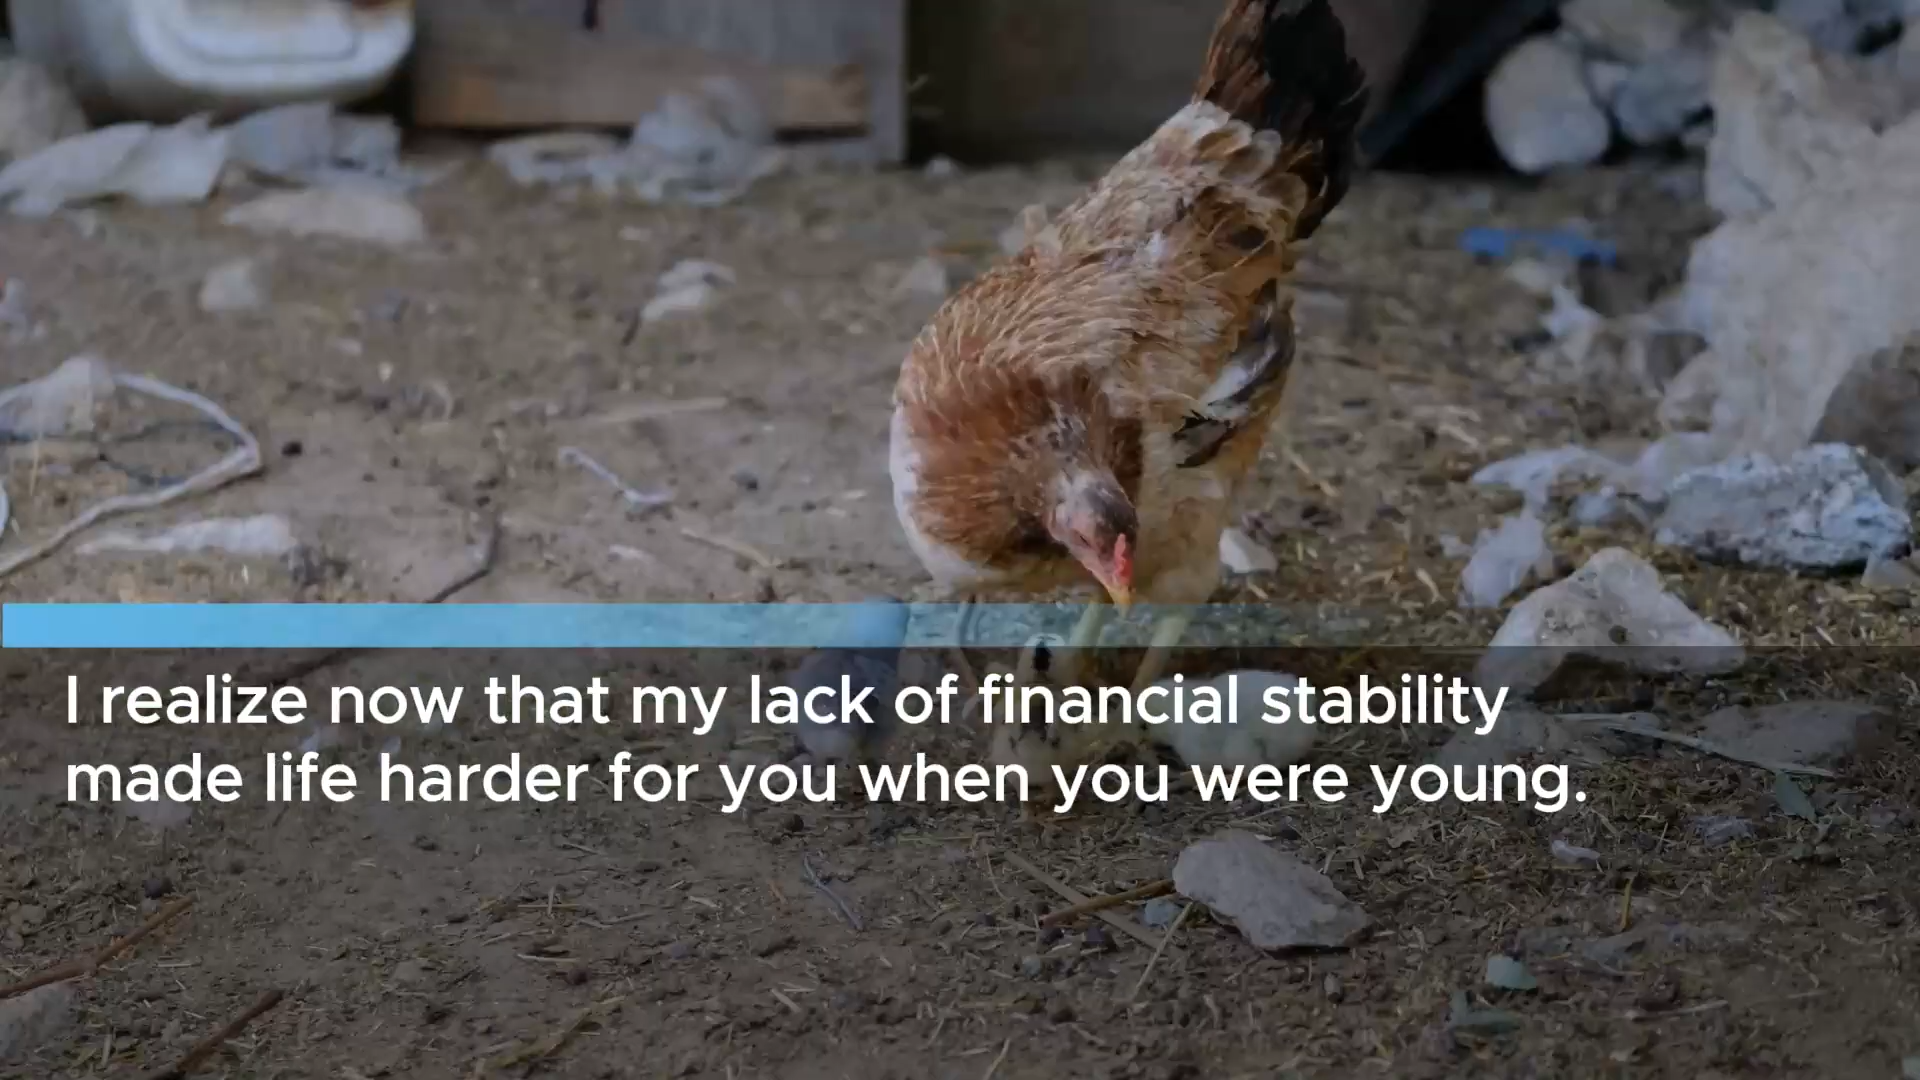 I realize now that my lack of financial stability
made life harder for you when you were young.